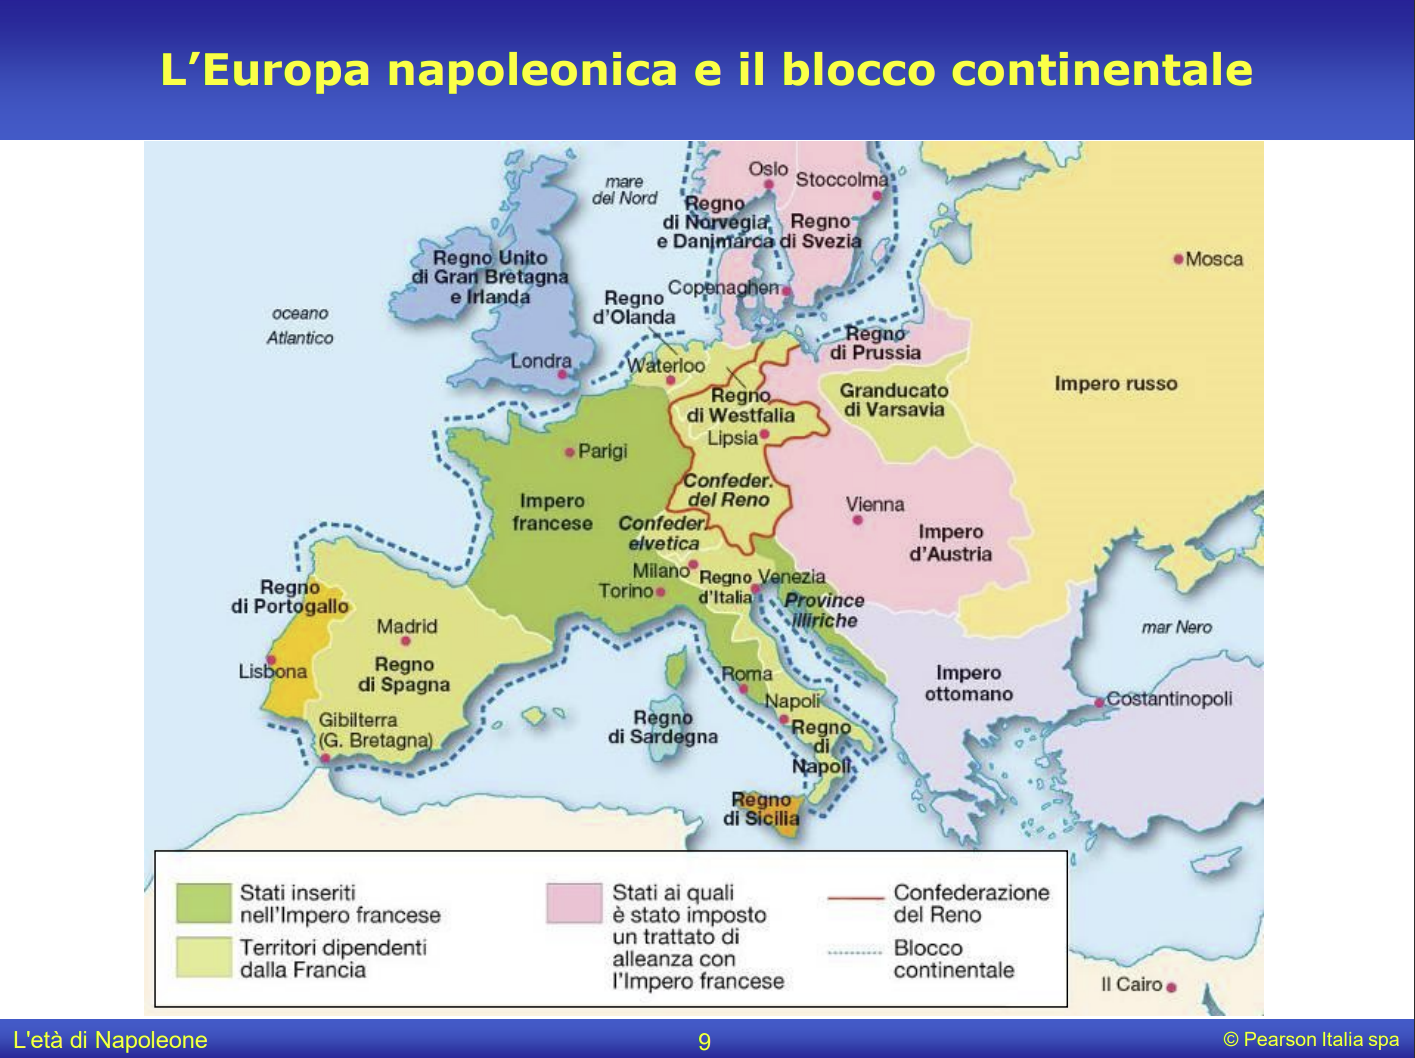 L’Europa napoleonica e il blocco continentale
mare
del Nord
Oslo
Stoccolma
Regno
di Norvegia
e Danimarca
Regno
di Svezia
Mosca
Regno Unito
di Gran Bretagna
e Irlanda
Copenaghen
oceano
Atlantico
Regno
d’Olanda
Regno
di Prussia
Londra
Waterloo
Impero russo
Granducato
di Varsavia
Regno
di Westfalia
Lipsia
Parigi
Confeder.
del Reno
Impero
francese
Vienna
Confeder.
elvetica
Impero
d’Austria
Milano
Regno
d’Italia
Venezia
Torino
Province
illiriche
Regno
di Portogallo
Madrid
mar Nero
Lisbona
Regno
di Spagna
Roma
Impero
ottomano
Napoli
Costantinopoli
Gibilterra
(G. Bretagna)
Regno
di Sardegna
Regno
di
Napoli
Regno
di Sicilia
Stati inseriti
nell’Impero francese
Territori dipendenti
dalla Francia
Stati ai quali
è stato imposto
un trattato di
alleanza con
l’Impero francese
Confederazione
del Reno
Blocco
continentale
Il Cairo
L'età di Napoleone
9
© Pearson Italia spa